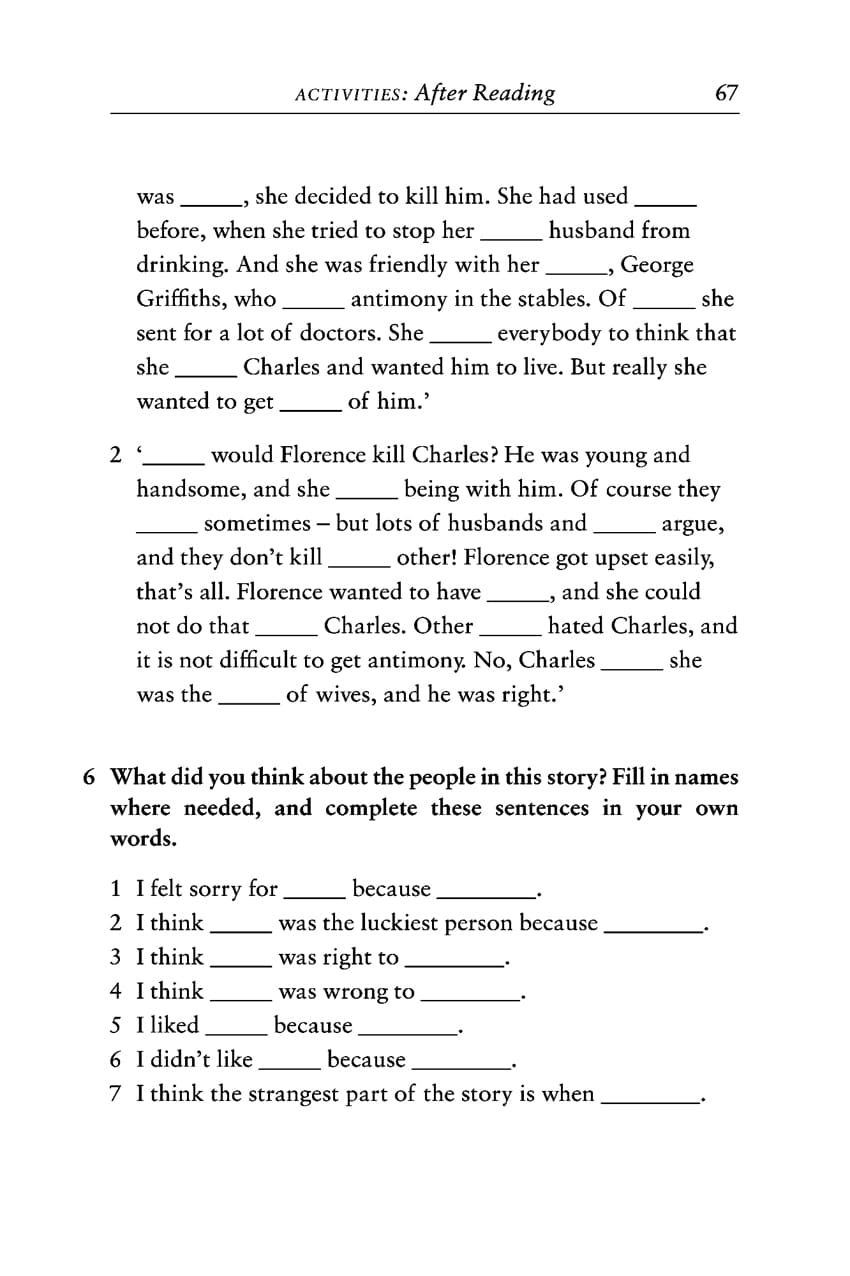 ACTIVITIES: After Reading 67
was _____, she decided to kill him. She had used _____
before, when she tried to stop her _____ husband from
drinking. And she was friendly with her _____, George
Griffiths, who _____ antimony in the stables. Of _____ she
sent for a lot of doctors. She _____ everybody to think that
she _____ Charles and wanted him to live. But really she
wanted to get _____ of him.’
2 ‘_____ would Florence kill Charles? He was young and
handsome, and she _____ being with him. Of course they
_____ sometimes – but lots of husbands and _____ argue,
and they don’t kill _____ other! Florence got upset easily,
that’s all. Florence wanted to have _____, and she could
not do that _____ Charles. Other _____ hated Charles, and
it is not difficult to get antimony. No, Charles _____ she
was the _____ of wives, and he was right.’
6 What did you think about the people in this story? Fill in names
where needed, and complete these sentences in your own
words.
1 I felt sorry for _____ because ________.
2 I think _____ was the luckiest person because ________.
3 I think _____ was right to ________.
4 I think _____ was wrong to ________.
5 I liked _____ because ________.
6 I didn’t like _____ because ________.
7 I think the strangest part of the story is when ________.